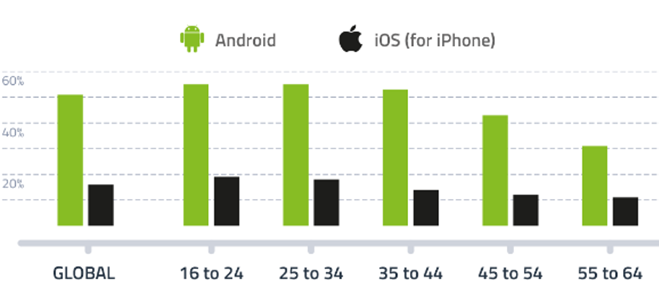 Android iOS (for iPhone)
60%
40%
20%
GLOBAL 16 to 24 25 to 34 35 to 44 45 to 54 55 to 64